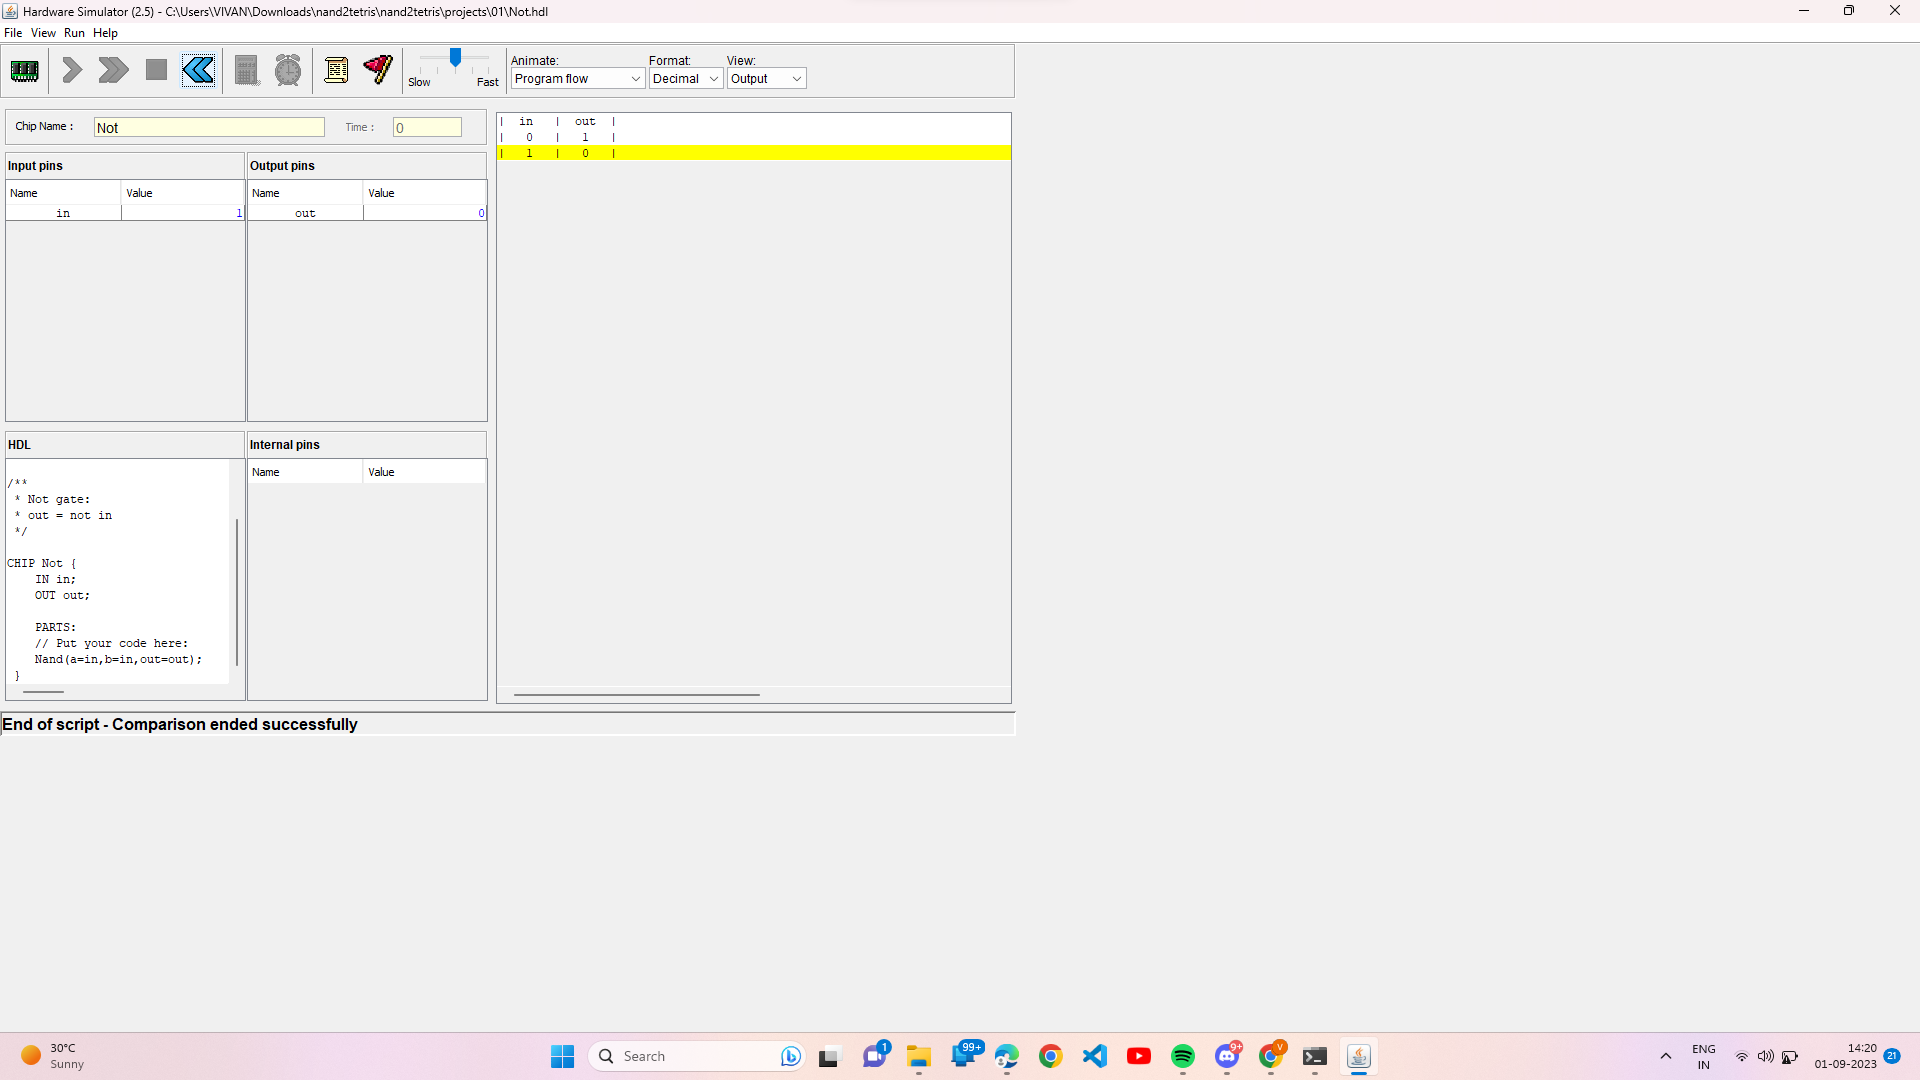 Hardware Simulator (2.5) - C:\Users\VIVAN\Downloads\nand2tetris\nand2tetris\projects\01\Not.hdl
File View Run Help
Slow Fast
Animate: Format: View:
Program flow Decimal Output
Chip Name : Not Time : 0
Input pins Output pins
Name Value Name Value
in 1 out 0
| in | out |
| 0 | 1 |
| 1 | 0 |
HDL Internal pins
Name Value
/**
* Not gate:
* out = not in
*/
CHIP Not {
IN in;
OUT out;
PARTS:
// Put your code here:
Nand(a=in,b=in,out=out);
}
End of script - Comparison ended successfully
30°C
Sunny
Search
1
99+
9+
V
ENG
IN
14:20
01-09-2023
21